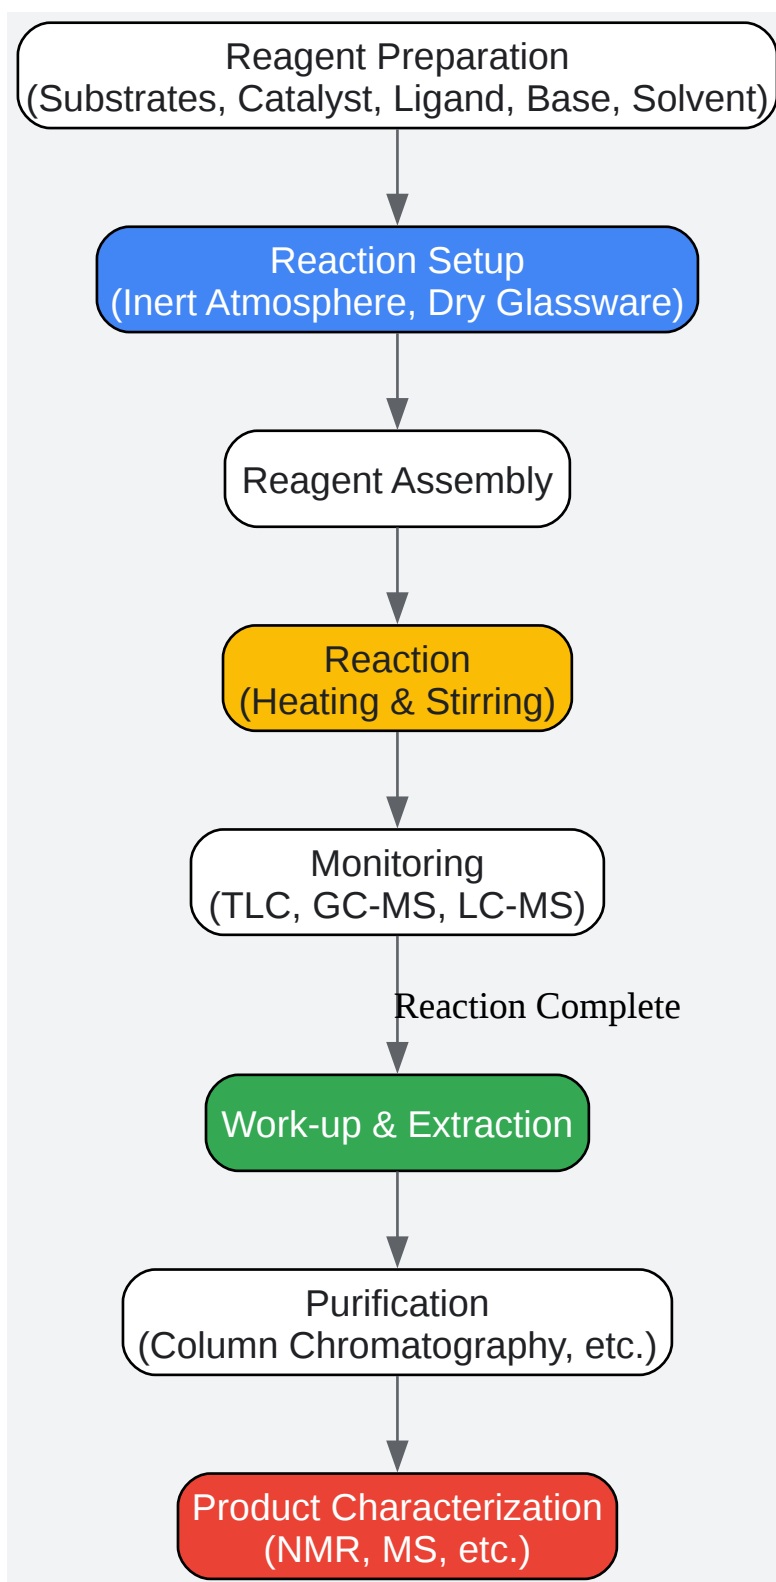 Reagent Preparation
(Substrates, Catalyst, Ligand, Base, Solvent)
Reaction Setup
(Inert Atmosphere, Dry Glassware)
Reagent Assembly
Reaction
(Heating & Stirring)
Monitoring
(TLC, GC-MS, LC-MS)
Reaction Complete
Work-up & Extraction
Purification
(Column Chromatography, etc.)
Product Characterization
(NMR, MS, etc.)